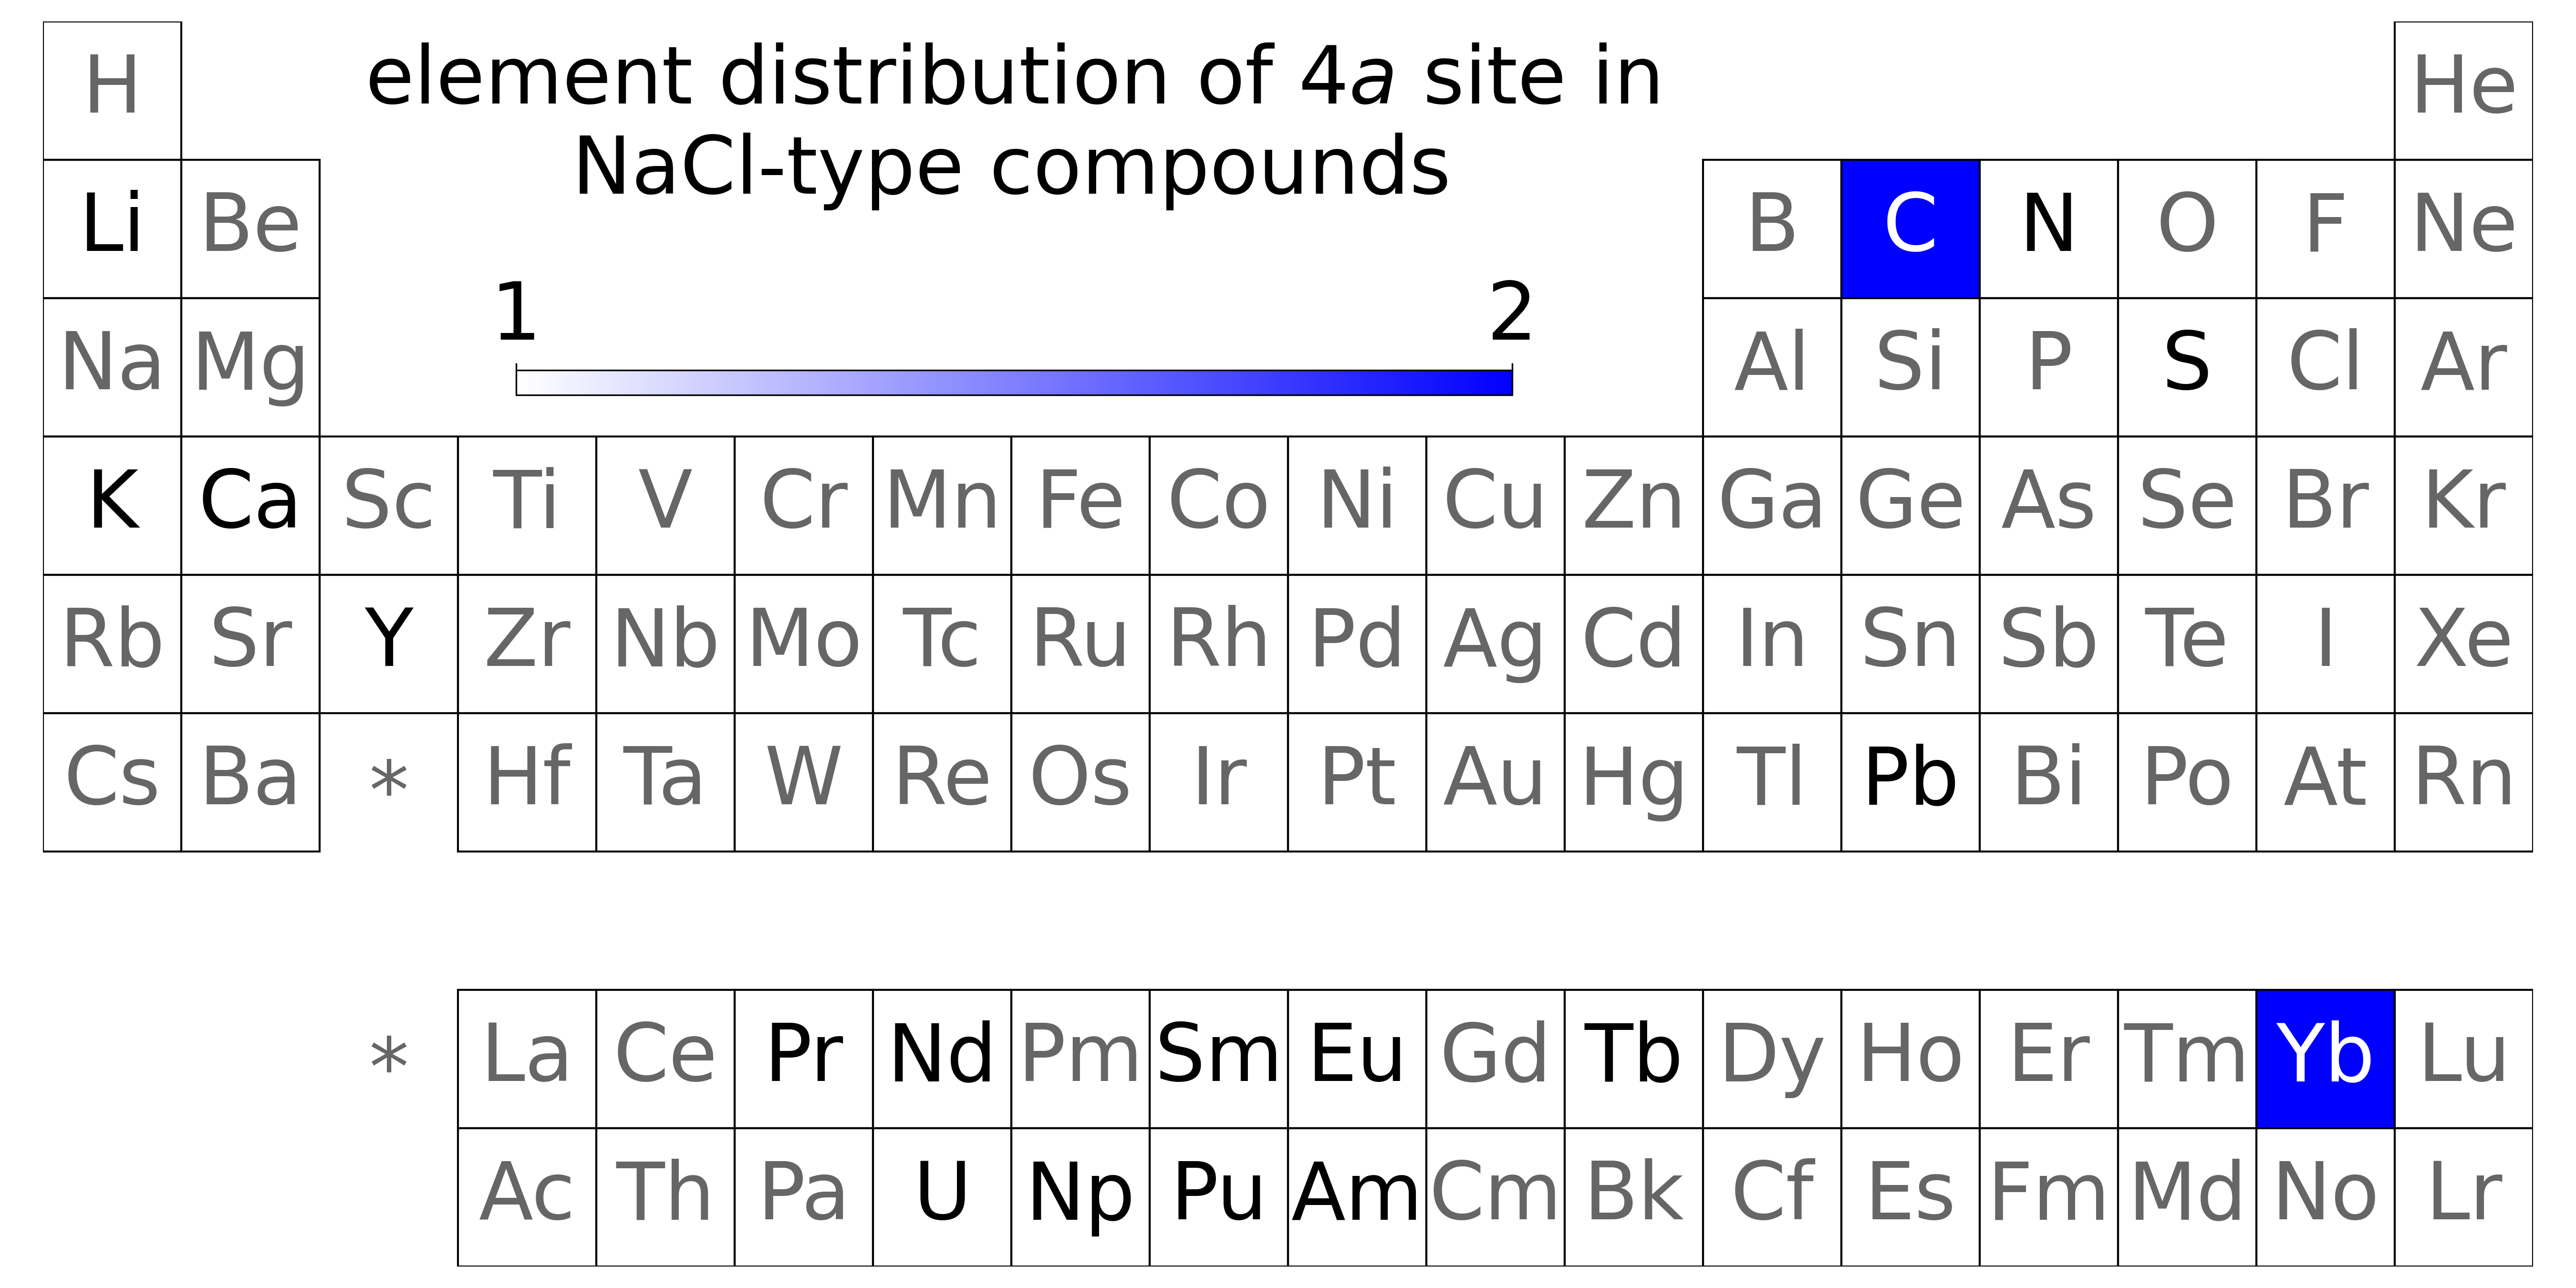 H He
element distribution of 4a site in
NaCl-type compounds
Li Be B C N O F Ne
1 2
Na Mg Al Si P S Cl Ar
K Ca Sc Ti V Cr Mn Fe Co Ni Cu Zn Ga Ge As Se Br Kr
Rb Sr Y Zr Nb Mo Tc Ru Rh Pd Ag Cd In Sn Sb Te I Xe
Cs Ba * Hf Ta W Re Os Ir Pt Au Hg Tl Pb Bi Po At Rn
* La Ce Pr Nd Pm Sm Eu Gd Tb Dy Ho Er Tm Yb Lu
Ac Th Pa U Np Pu Am Cm Bk Cf Es Fm Md No Lr